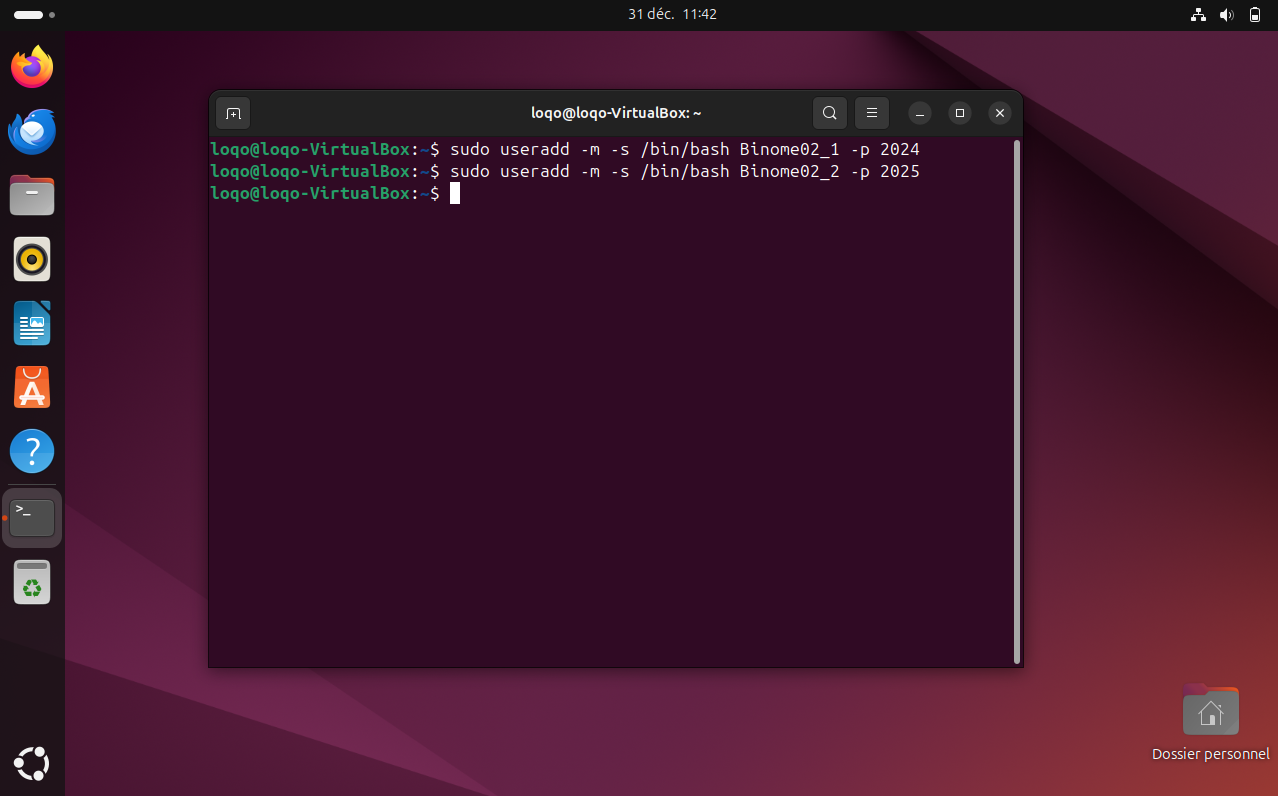 31 déc. 11:42
loqo@loqo-VirtualBox: ~
loqo@loqo-VirtualBox:~$ sudo useradd -m -s /bin/bash Binome02_1 -p 2024
loqo@loqo-VirtualBox:~$ sudo useradd -m -s /bin/bash Binome02_2 -p 2025
loqo@loqo-VirtualBox:~$
Dossier personnel